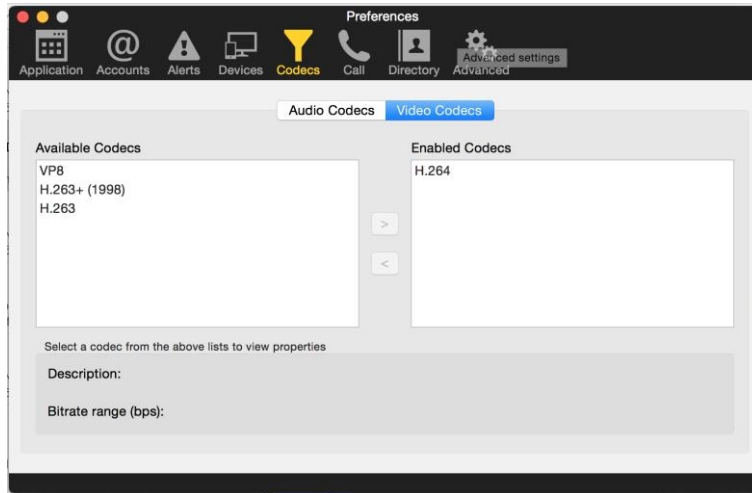 Preferences
Application Accounts Alerts Devices Codecs Call Directory Advanced
Advanced settings
Audio Codecs Video Codecs
Available Codecs
VP8
H.263+ (1998)
H.263
>
<
Enabled Codecs
H.264
Select a codec from the above lists to view properties
Description:
Bitrate range (bps):